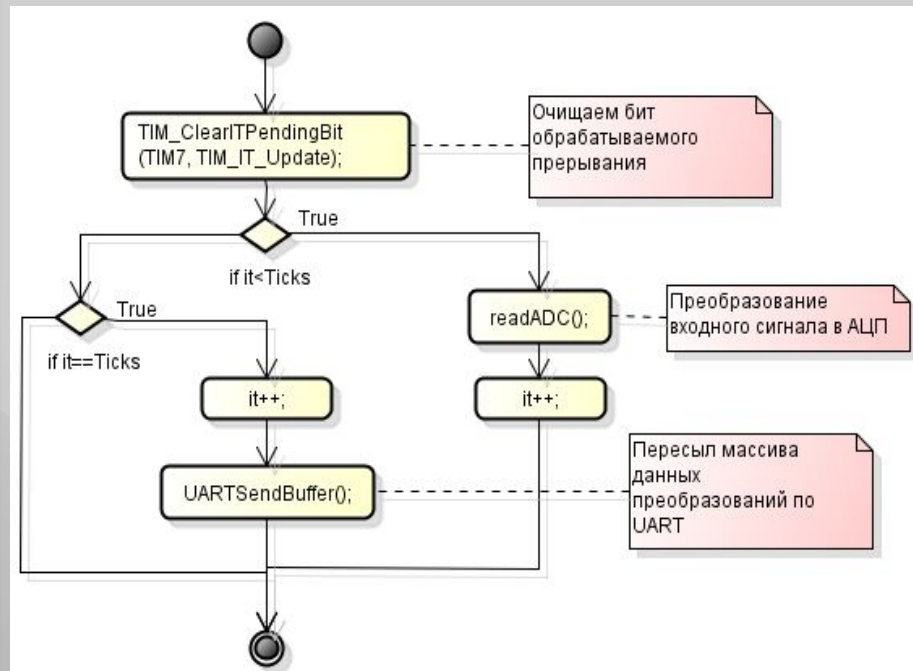 TIM_ClearITPendingBit
(TIM7, TIM_IT_Update);
Очищаем бит
обрабатываемого
прерывания
True
if it<Ticks
True
if it==Ticks
readADC();
Преобразование
входного сигнала в АЦП
it++;
it++;
UARTSendBuffer();
Пересыл массива
данных
преобразований по
UART